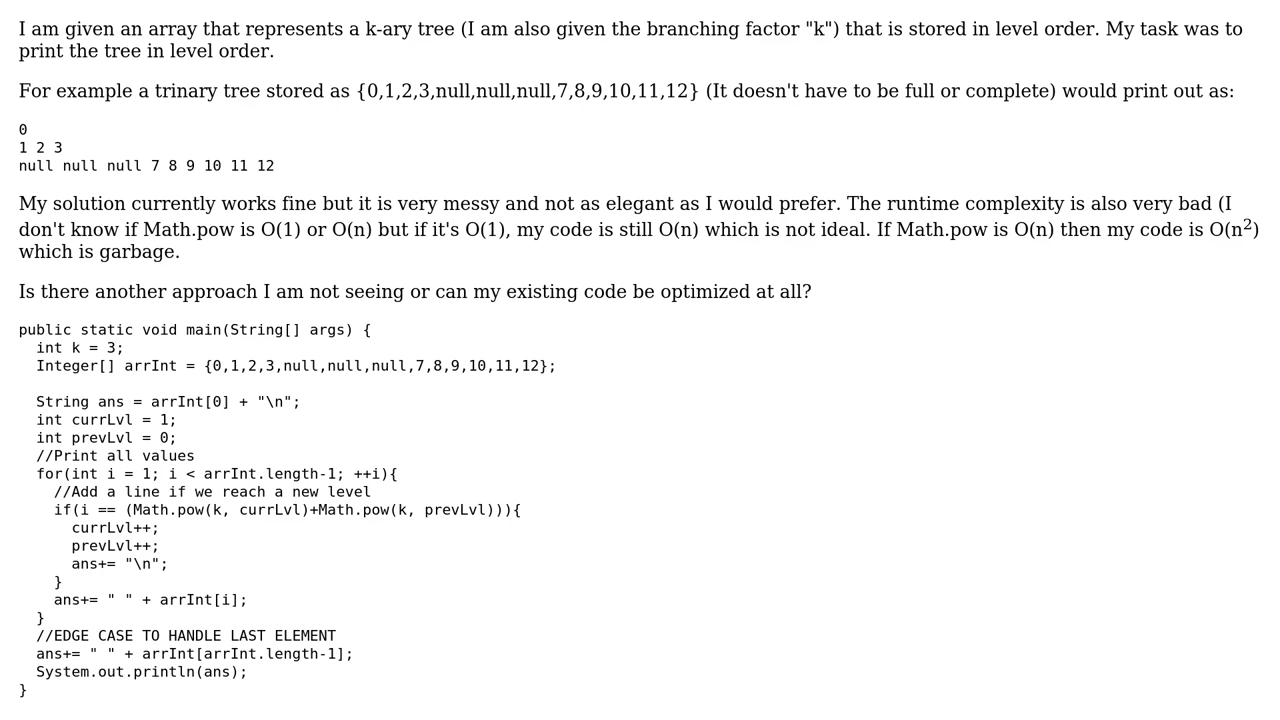 I am given an array that represents a k-ary tree (I am also given the branching factor "k") that is stored in level order. My task was to
print the tree in level order.
For example a trinary tree stored as {0,1,2,3,null,null,null,7,8,9,10,11,12} (It doesn't have to be full or complete) would print out as:
0
1 2 3
null null null 7 8 9 10 11 12
My solution currently works fine but it is very messy and not as elegant as I would prefer. The runtime complexity is also very bad (I
don't know if Math.pow is O(1) or O(n) but if it's O(1), my code is still O(n) which is not ideal. If Math.pow is O(n) then my code is O(n²)
which is garbage.
Is there another approach I am not seeing or can my existing code be optimized at all?
public static void main(String[] args) {
  int k = 3;
  Integer[] arrInt = {0,1,2,3,null,null,null,7,8,9,10,11,12};
  String ans = arrInt[0] + "\n";
  int currLvl = 1;
  int prevLvl = 0;
  //Print all values
  for(int i = 1; i < arrInt.length-1; ++i){
    //Add a line if we reach a new level
    if(i == (Math.pow(k, currLvl)+Math.pow(k, prevLvl))){
      currLvl++;
      prevLvl++;
      ans+= "\n";
    }
    ans+= " " + arrInt[i];
  }
  //EDGE CASE TO HANDLE LAST ELEMENT
  ans+= " " + arrInt[arrInt.length-1];
  System.out.println(ans);
}